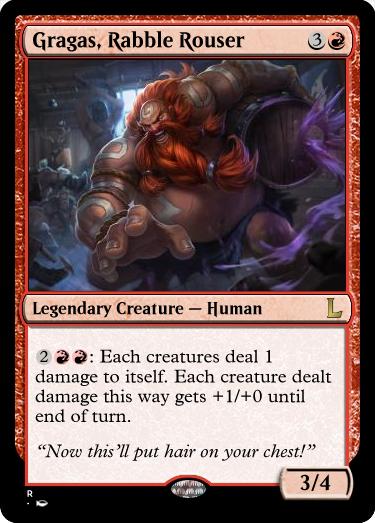 Gragas, Rabble Rouser 3
Legendary Creature — Human L
2: Each creatures deal 1
damage to itself. Each creature dealt
damage this way gets +1/+0 until
end of turn.
“Now this'll put hair on your chest!”
3/4
R